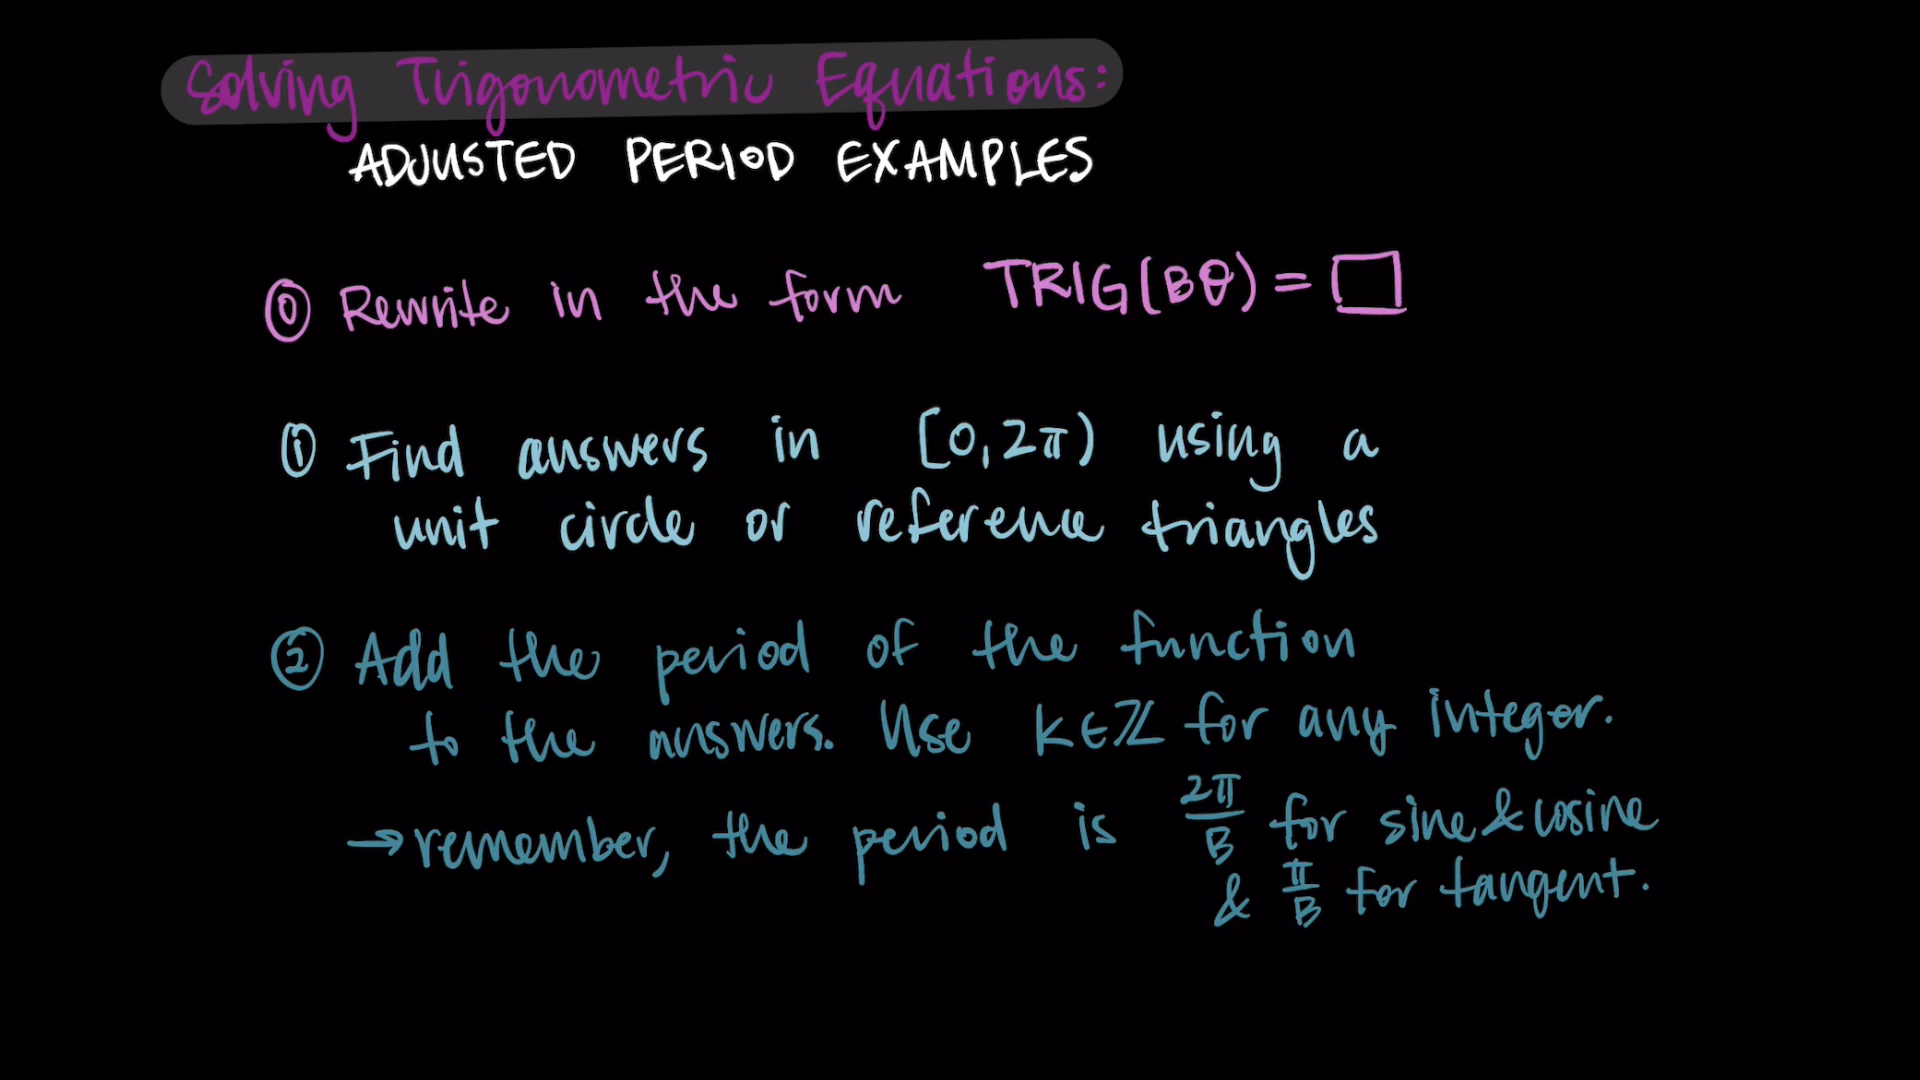 Solving Trigonometric Equations:
ADJUSTED PERIOD EXAMPLES
⓪ Rewrite in the form TRIG(Bθ) = □
① Find answers in [0, 2π) using a
unit circle or reference triangles
② Add the period of the function
to the answers. Use K∈ℤ for any integer.
→ remember, the period is 2π/B for sine & cosine
& π/B for tangent.